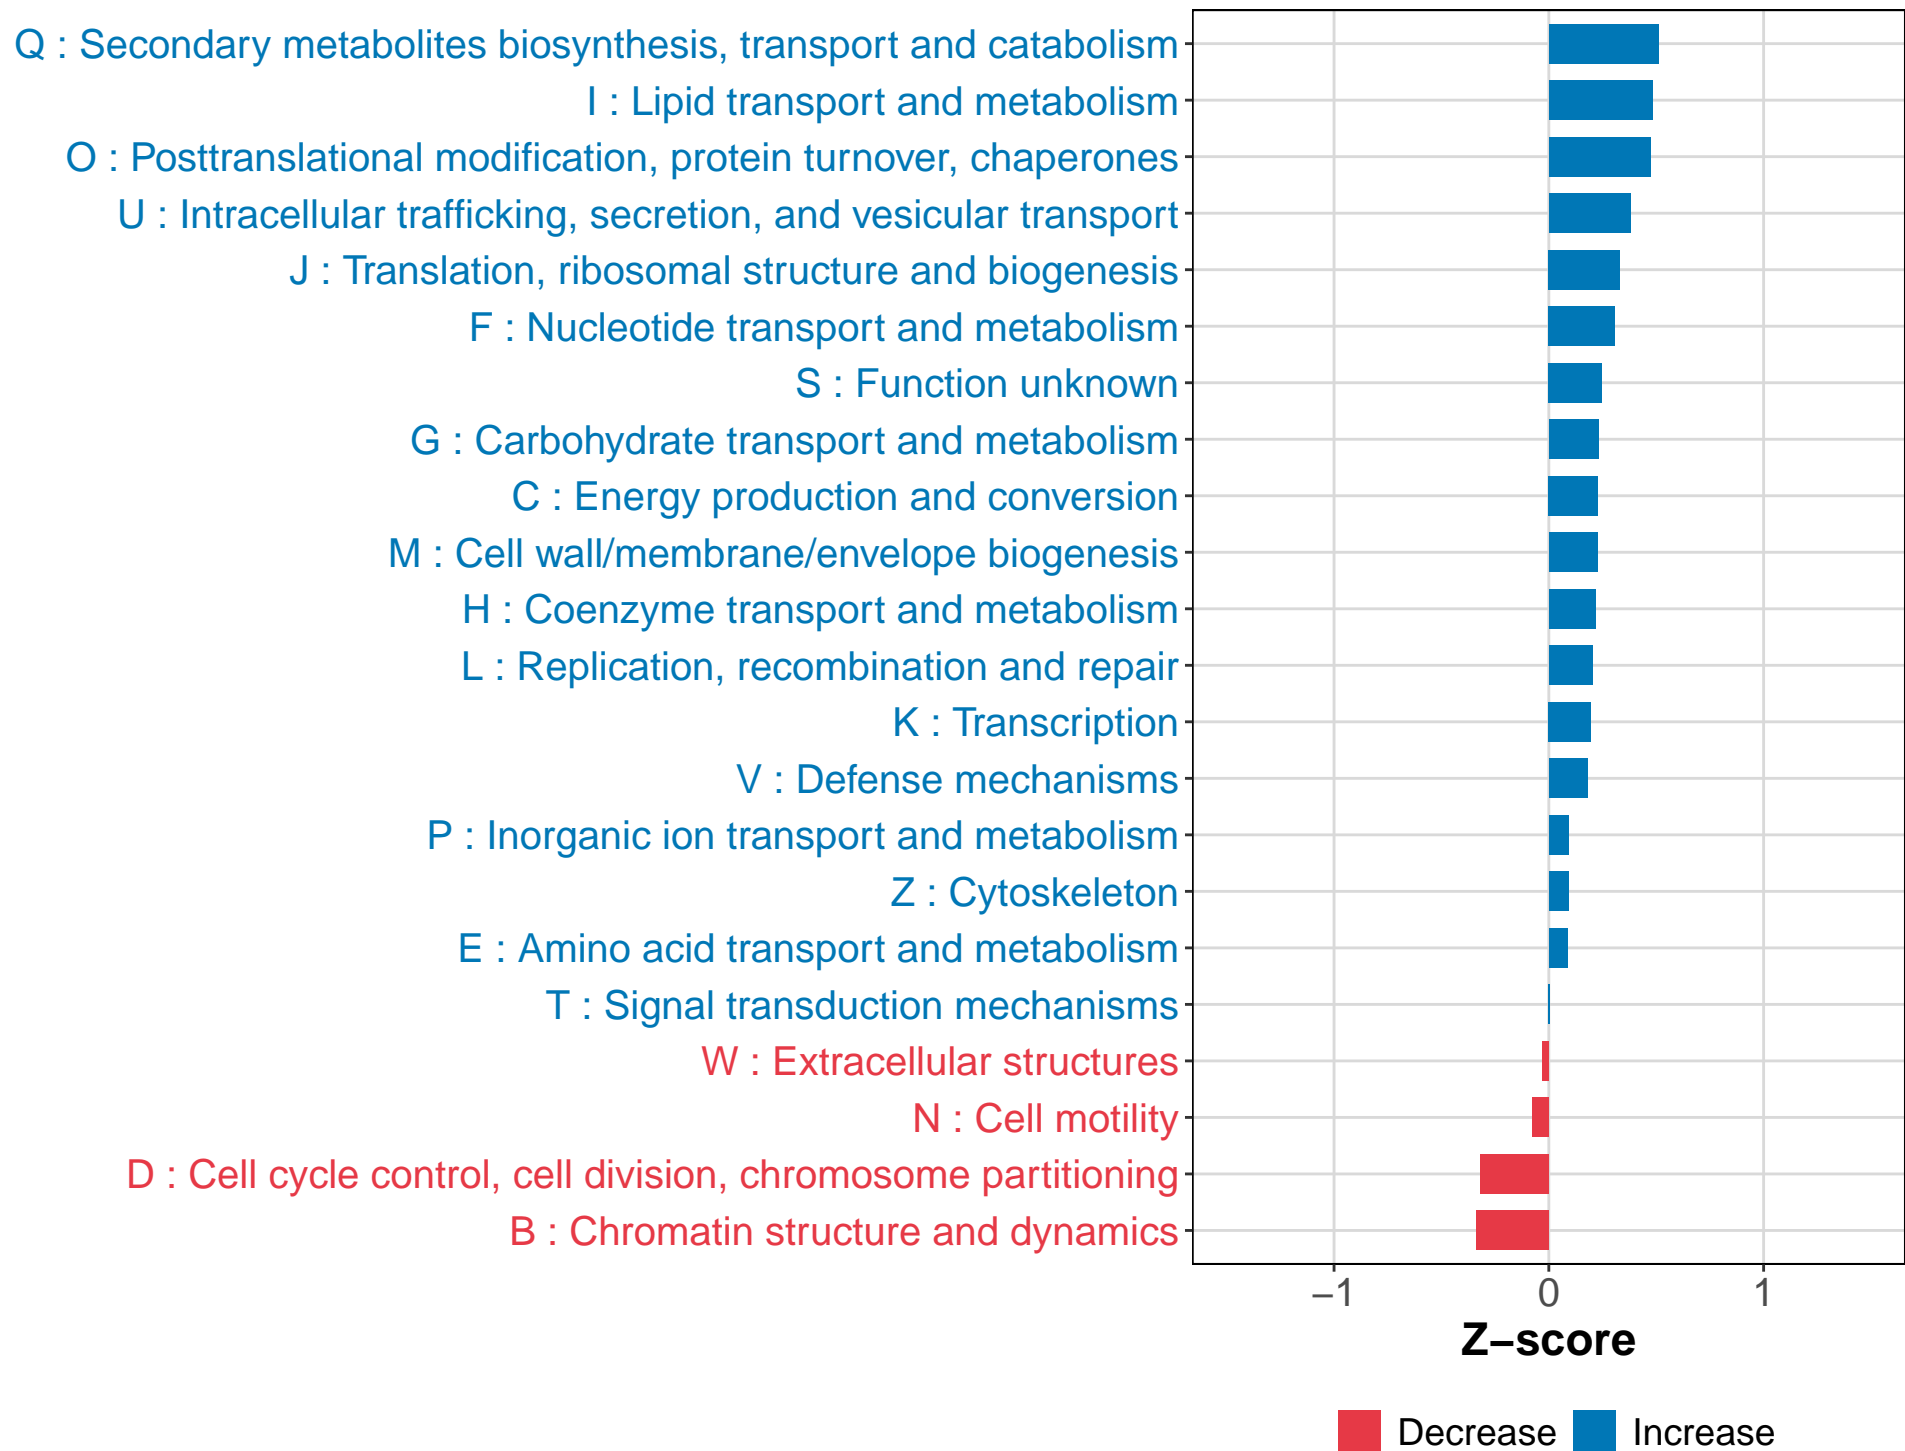 Q : Secondary metabolites biosynthesis, transport and catabolism
I : Lipid transport and metabolism
O : Posttranslational modification, protein turnover, chaperones
U : Intracellular trafficking, secretion, and vesicular transport
J : Translation, ribosomal structure and biogenesis
F : Nucleotide transport and metabolism
S : Function unknown
G : Carbohydrate transport and metabolism
C : Energy production and conversion
M : Cell wall/membrane/envelope biogenesis
H : Coenzyme transport and metabolism
L : Replication, recombination and repair
K : Transcription
V : Defense mechanisms
P : Inorganic ion transport and metabolism
Z : Cytoskeleton
E : Amino acid transport and metabolism
T : Signal transduction mechanisms
W : Extracellular structures
N : Cell motility
D : Cell cycle control, cell division, chromosome partitioning
B : Chromatin structure and dynamics
−1 0 1
Z−score
Decrease Increase